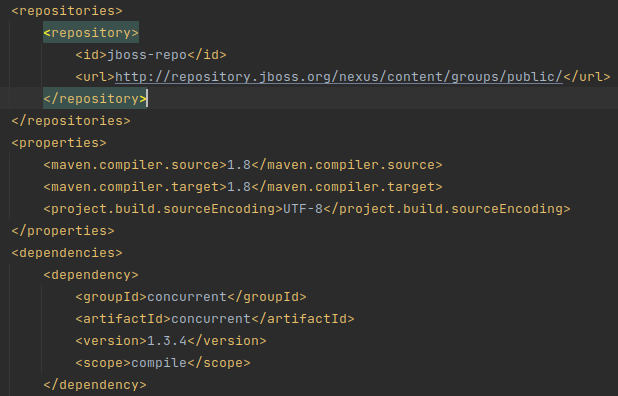 <repositories>
<repository>
<id>jboss-repo</id>
<url>http://repository.jboss.org/nexus/content/groups/public/</url>
</repository>
</repositories>
<properties>
<maven.compiler.source>1.8</maven.compiler.source>
<maven.compiler.target>1.8</maven.compiler.target>
<project.build.sourceEncoding>UTF-8</project.build.sourceEncoding>
</properties>
<dependencies>
<dependency>
<groupId>concurrent</groupId>
<artifactId>concurrent</artifactId>
<version>1.3.4</version>
<scope>compile</scope>
</dependency>